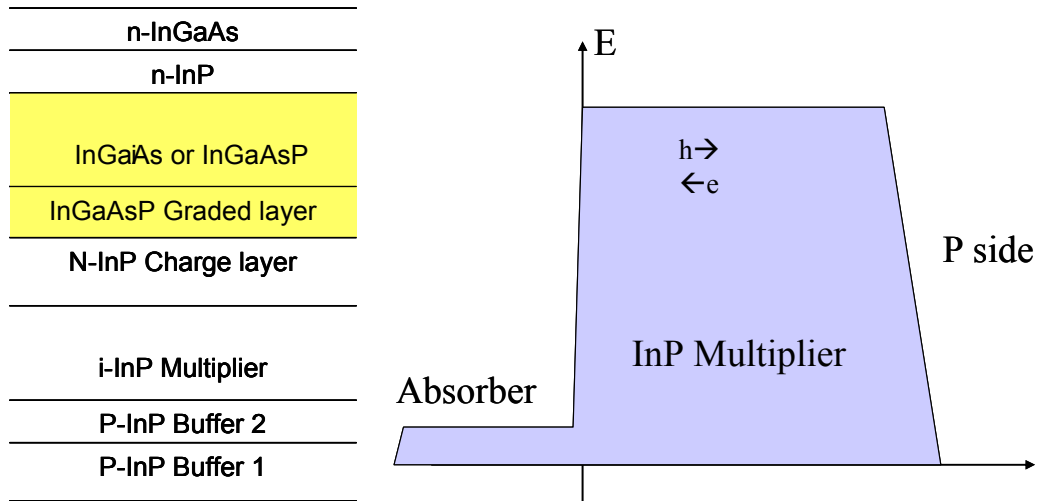 n-InGaAs
n-InP
InGaiAs or InGaAsP
InGaAsP Graded layer
N-InP Charge layer
i-InP Multiplier
P-InP Buffer 2
P-InP Buffer 1
E
h→
←e
P side
InP Multiplier
Absorber